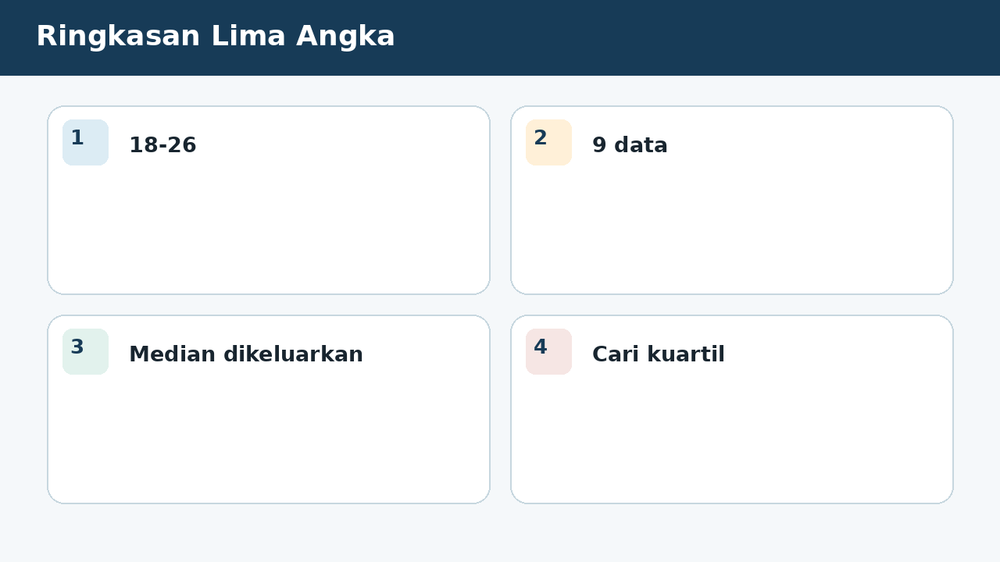 Ringkasan Lima Angka
1
18-26
2
9 data
3
Median dikeluarkan
4
Cari kuartil